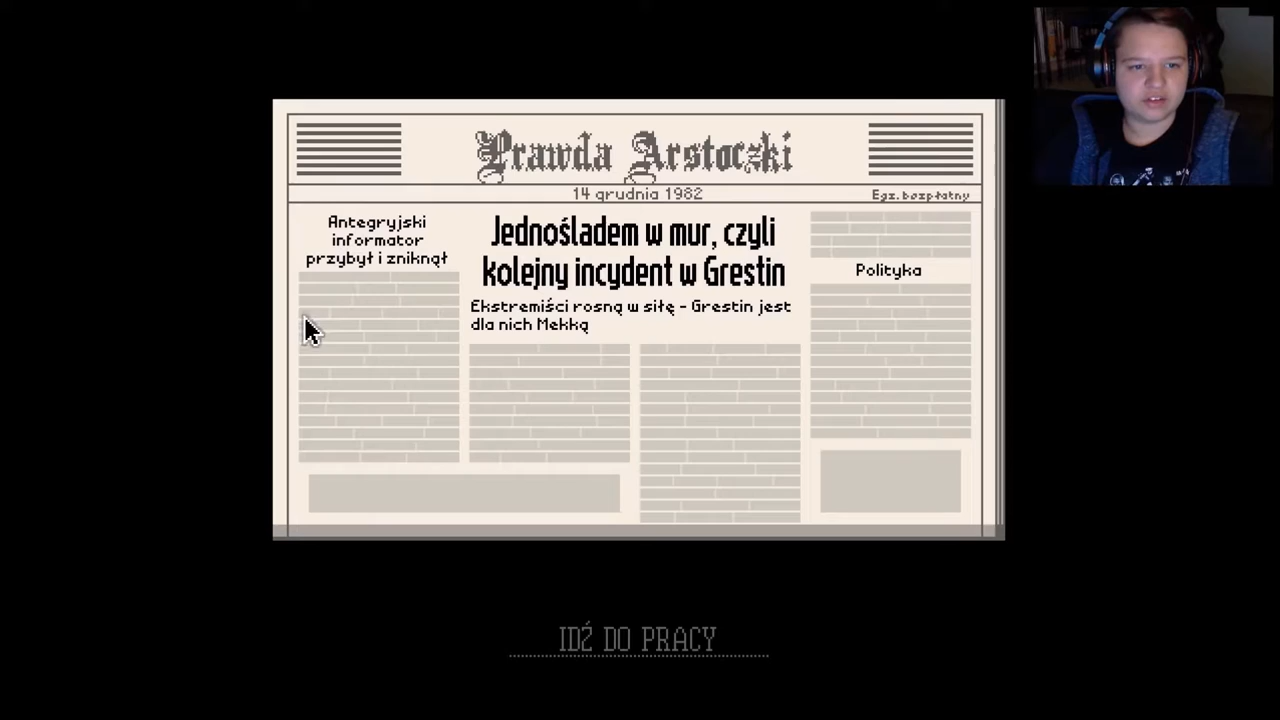 Prawda Arstoczki
14 grudnia 1982
Egz. bezpłatny
Antegryjski
informator
przybył i zniknął
Jednośladem w mur, czyli
kolejny incydent w Grestin
Ekstremiści rosną w siłę - Grestin jest
dla nich Mekką
Polityka
IDŹ DO PRACY